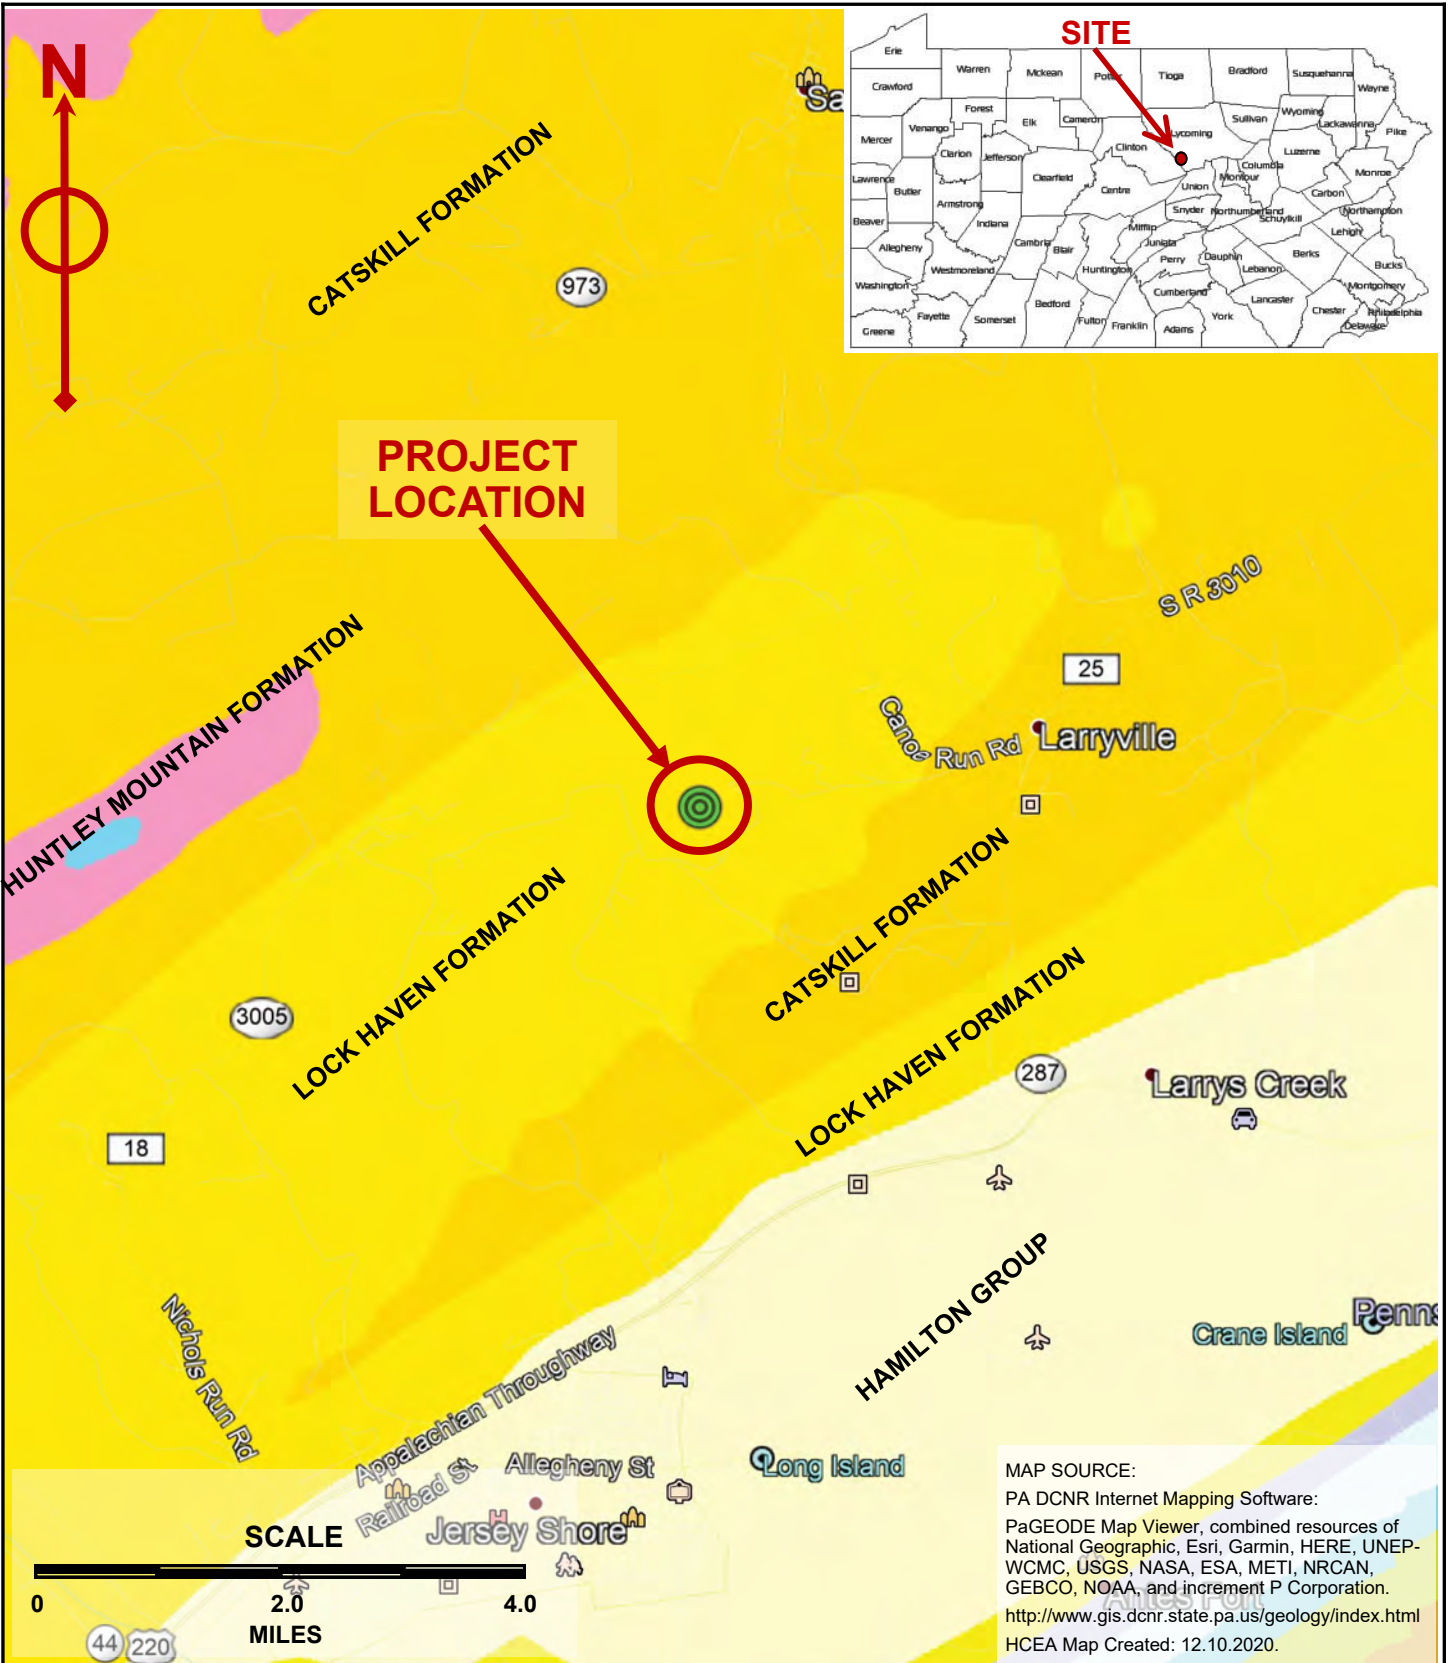 N
SITE
Erie
Warren
Mckean
Potter
Tioga
Bradford
Susquehanna
Wayne
Crawford
Forest
Elk
Cameron
Sullivan
Wyoming
Lackawanna
Pike
Mercer
Venango
Clarion
Jefferson
Clinton
Lycoming
Columbia
Luzerne
Monroe
Lawrence
Butler
Armstrong
Clearfield
Centre
Union
Montour
Carbon
Beaver
Indiana
Snyder
Northumberland
Schuylkill
Northampton
Allegheny
Cambria
Blair
Mifflin
Juniata
Lehigh
Westmoreland
Huntington
Perry
Dauphin
Lebanon
Berks
Bucks
Washington
Bedford
Cumberland
Lancaster
Montgomery
Greene
Fayette
Somerset
Fulton
Franklin
Adams
York
Chester
Philadelphia
Delaware
Sa
CATSKILL FORMATION
973
PROJECT
LOCATION
S R 3010
25
HUNTLEY MOUNTAIN FORMATION
Canoe Run Rd
Larryville
LOCK HAVEN FORMATION
CATSKILL FORMATION
3005
LOCK HAVEN FORMATION
287
Larrys Creek
18
HAMILTON GROUP
Nichols Run Rd
Crane Island
Penns
Appalachian Throughway
Allegheny St
Long Island
Railroad St
Jersey Shore
H
SCALE
0 2.0 4.0
MILES
44
220
Antes Fort
MAP SOURCE:
PA DCNR Internet Mapping Software:
PaGEODE Map Viewer, combined resources of
National Geographic, Esri, Garmin, HERE, UNEP-
WCMC, USGS, NASA, ESA, METI, NRCAN,
GEBCO, NOAA, and increment P Corporation.
http://www.gis.dcnr.state.pa.us/geology/index.html
HCEA Map Created: 12.10.2020.